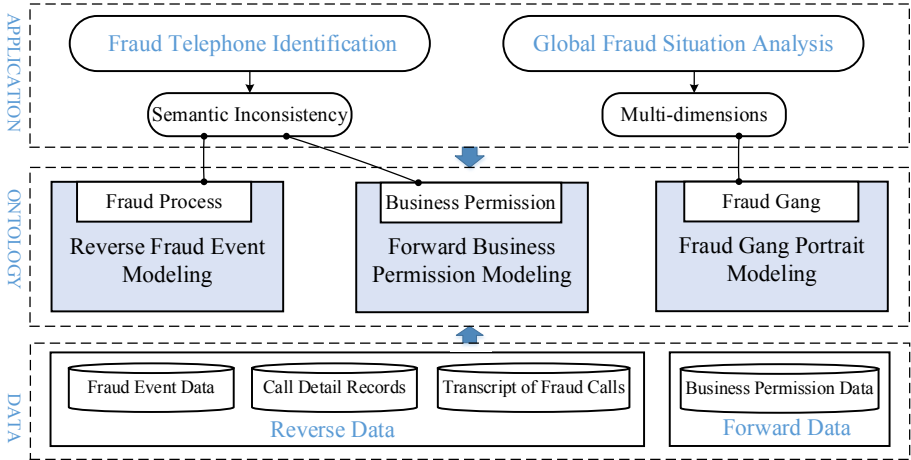 APPLICATION
Fraud Telephone Identification
Global Fraud Situation Analysis
Semantic Inconsistency
Multi-dimensions
ONTOLOGY
Fraud Process
Reverse Fraud Event
Modeling
Business Permission
Forward Business
Permission Modeling
Fraud Gang
Fraud Gang Portrait
Modeling
DATA
Fraud Event Data
Call Detail Records
Transcript of Fraud Calls
Reverse Data
Business Permission Data
Forward Data